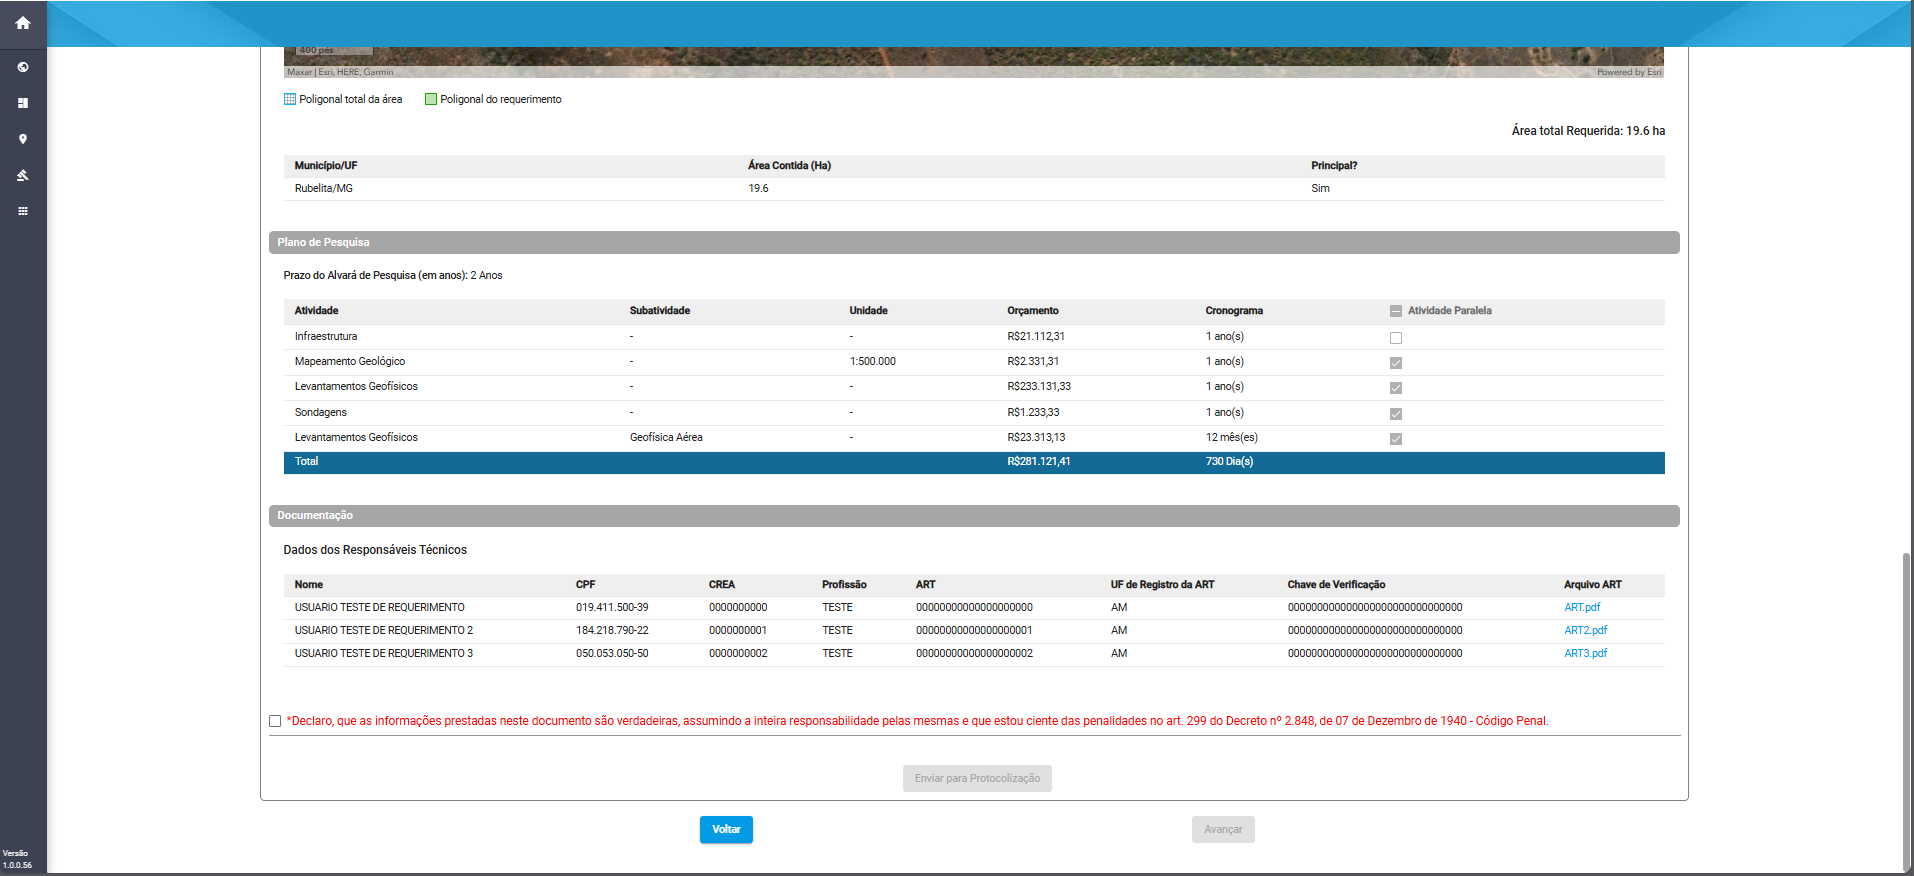 400 pés
Maxar | Esri, HERE, Garmin Powered by Esri
Poligonal total da área Poligonal do requerimento
Área total Requerida: 19.6 ha
Município/UF Área Contida (Ha) Principal?
Rubelita/MG 19.6 Sim
Plano de Pesquisa
Prazo do Alvará de Pesquisa (em anos): 2 Anos
Atividade Subatividade Unidade Orçamento Cronograma Atividade Paralela
Infraestrutura - - R$21.112,31 1 ano(s)
Mapeamento Geológico - 1:500.000 R$2.331,31 1 ano(s)
Levantamentos Geofísicos - - R$233.131,33 1 ano(s)
Sondagens - - R$1.233,33 1 ano(s)
Levantamentos Geofísicos Geofísica Aérea - R$23.313,13 12 mês(es)
Total R$281.121,41 730 Dia(s)
Documentação
Dados dos Responsáveis Técnicos
Nome CPF CREA Profissão ART UF de Registro da ART Chave de Verificação Arquivo ART
USUARIO TESTE DE REQUERIMENTO 019.411.500-39 0000000000 TESTE 00000000000000000000 AM 000000000000000000000000000000 ART.pdf
USUARIO TESTE DE REQUERIMENTO 2 184.218.790-22 0000000001 TESTE 00000000000000000001 AM 000000000000000000000000000000 ART2.pdf
USUARIO TESTE DE REQUERIMENTO 3 050.053.050-50 0000000002 TESTE 00000000000000000002 AM 000000000000000000000000000000 ART3.pdf
*Declaro, que as informações prestadas neste documento são verdadeiras, assumindo a inteira responsabilidade pelas mesmas e que estou ciente das penalidades no art. 299 do Decreto nº 2.848, de 07 de Dezembro de 1940 - Código Penal.
Enviar para Protocolização
Voltar Avançar
Versão
1.0.0.56